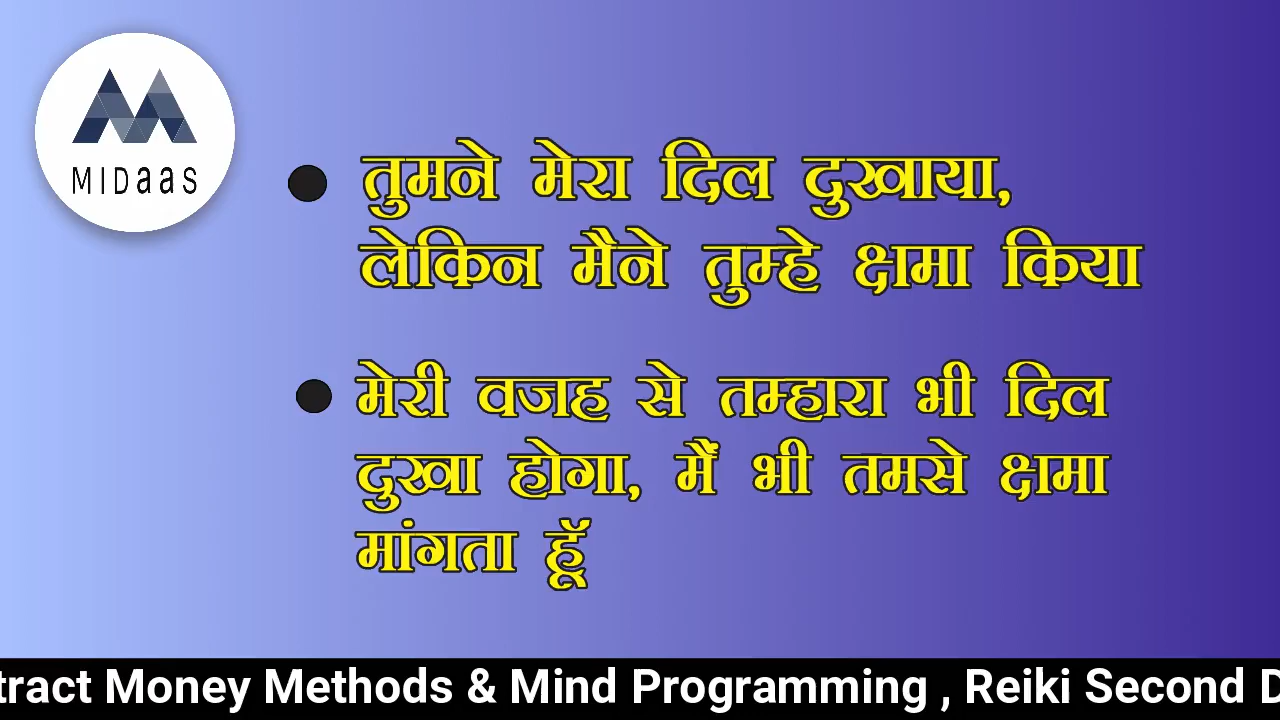 MIDaas
तुमने मेरा दिल दुखाया,
लेकिन मैने तुम्हे क्षमा किया
मेरी वजह से तम्हारा भी दिल
दुखा होगा, मैं भी तमसे क्षमा
मांगता हूॅं
tract Money Methods & Mind Programming , Reiki Second D